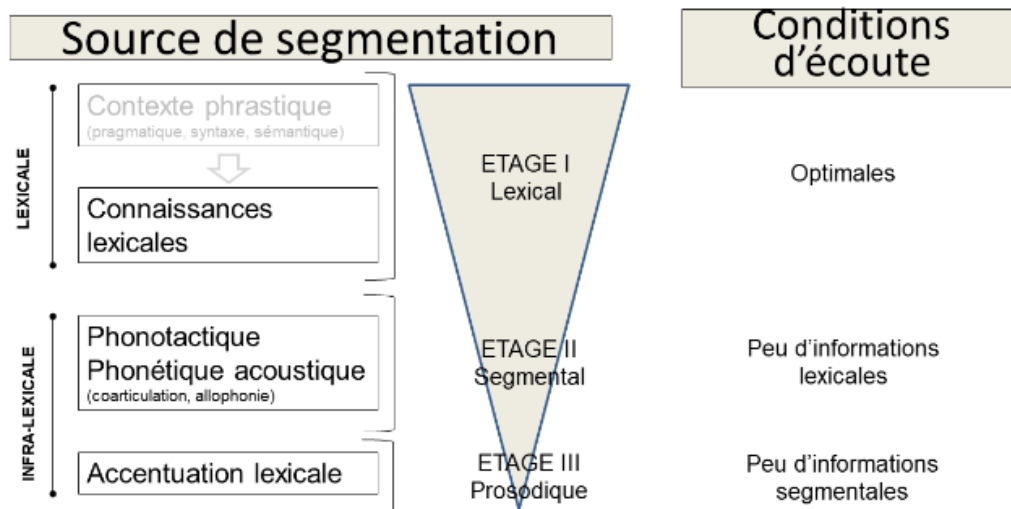 Source de segmentation
Conditions
d'écoute
LEXICALE
Contexte phrastique
(pragmatique, syntaxe, sémantique)
Connaissances
lexicales
ETAGE I
Lexical
Optimales
INFRA-LEXICALE
Phonotactique
Phonétique acoustique
(coarticulation, allophonie)
ETAGE II
Segmental
Peu d'informations
lexicales
Accentuation lexicale
ETAGE III
Prosodique
Peu d'informations
segmentales